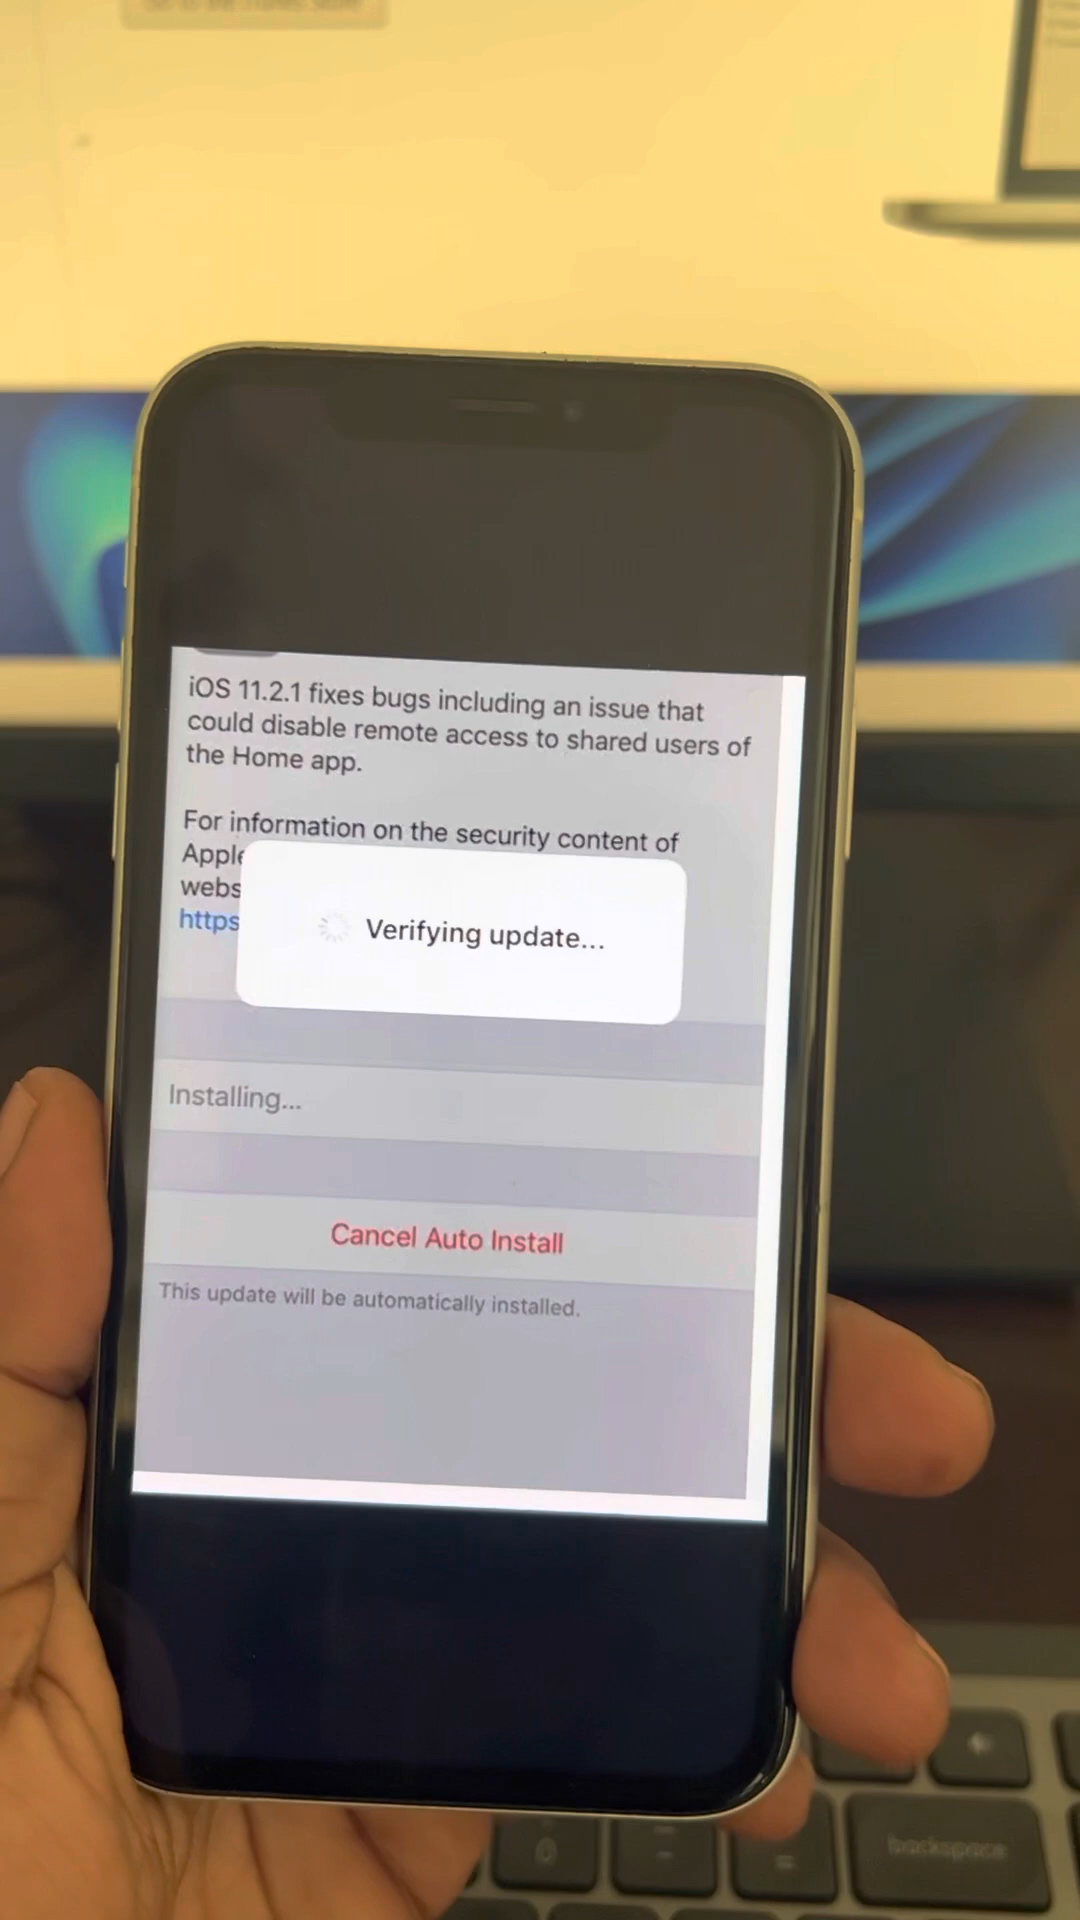 iOS 11.2.1 fixes bugs including an issue that
could disable remote access to shared users of
the Home app.
For information on the security content of
Apple
webs
https
Verifying update...
Installing...
Cancel Auto Install
This update will be automatically installed.
0
backspace